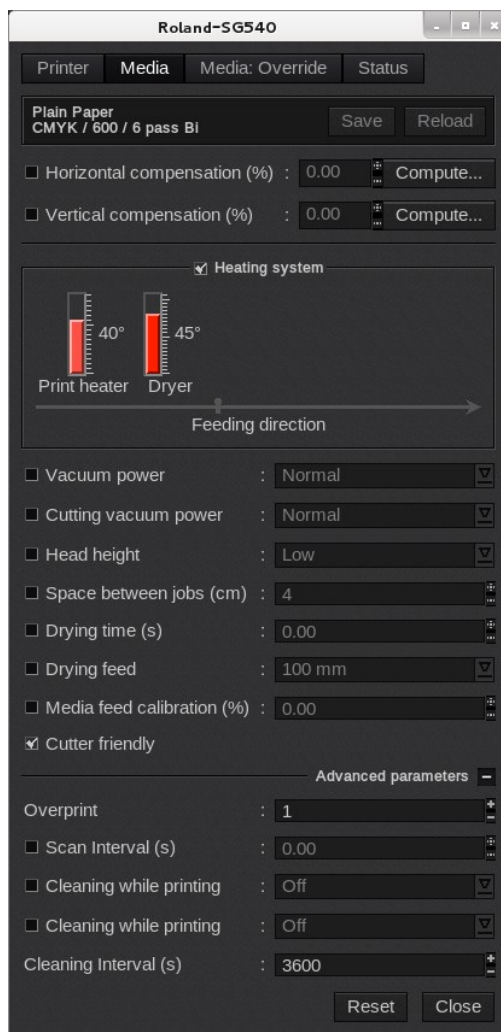 Roland-SG540
Printer Media Media: Override Status
Plain Paper
CMYK / 600 / 6 pass Bi
Save Reload
Horizontal compensation (%) : 0.00 Compute...
Vertical compensation (%) : 0.00 Compute...
Heating system
40° 45°
Print heater Dryer
Feeding direction
Vacuum power : Normal
Cutting vacuum power : Normal
Head height : Low
Space between jobs (cm) : 4
Drying time (s) : 0.00
Drying feed : 100 mm
Media feed calibration (%) : 0.00
Cutter friendly
Advanced parameters
Overprint : 1
Scan Interval (s) : 0.00
Cleaning while printing : Off
Cleaning while printing : Off
Cleaning Interval (s) : 3600
Reset Close